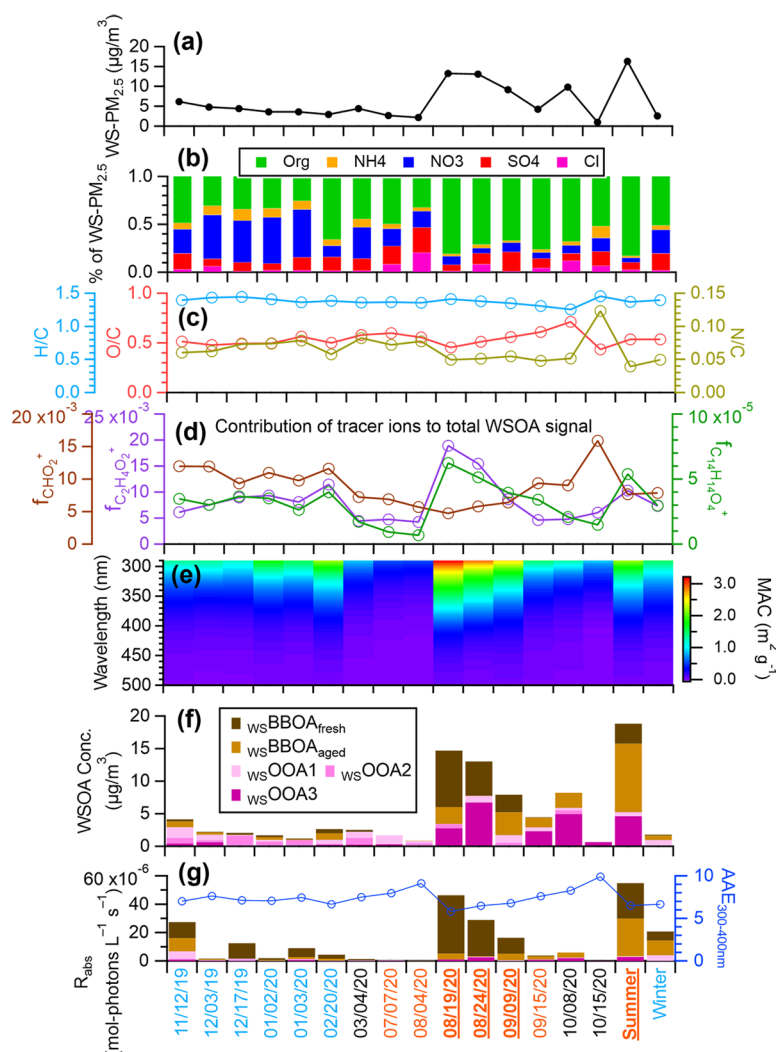 (a)
WS-PM2.5 (μg/m3)
20
15
10
5
0
(b)
Org NH4 NO3 SO4 Cl
% of WS-PM2.5
1.0
0.5
0.0
(c)
H/C
1.5
1.0
0.5
0.0
O/C
1.0
0.5
0.0
N/C
0.15
0.10
0.05
0.00
(d) Contribution of tracer ions to total WSOA signal
fCHO2+
20 x10−3
15
10
5
0
fC2H4O2+
25 x10−3
20
15
10
5
0
fC14H14O4+
10 x10−5
5
0
(e)
Wavelength (nm)
300
350
400
450
500
MAC (m2 g−1)
3.0
2.0
1.0
0.0
(f)
WSBBOAfresh
WSBBOAaged
WSOOA1 WSOOA2
WSOOA3
WSOA Conc.
(μg/m3)
20
15
10
5
0
(g)
Rabs
(mol-photons L−1 s−1)
60 x10−6
40
20
0
AAE300-400nm
10
5
0
11/12/19
12/03/19
12/17/19
01/02/20
01/03/20
02/20/20
03/04/20
07/07/20
08/04/20
08/19/20
08/24/20
09/09/20
09/15/20
10/08/20
10/15/20
Summer
Winter